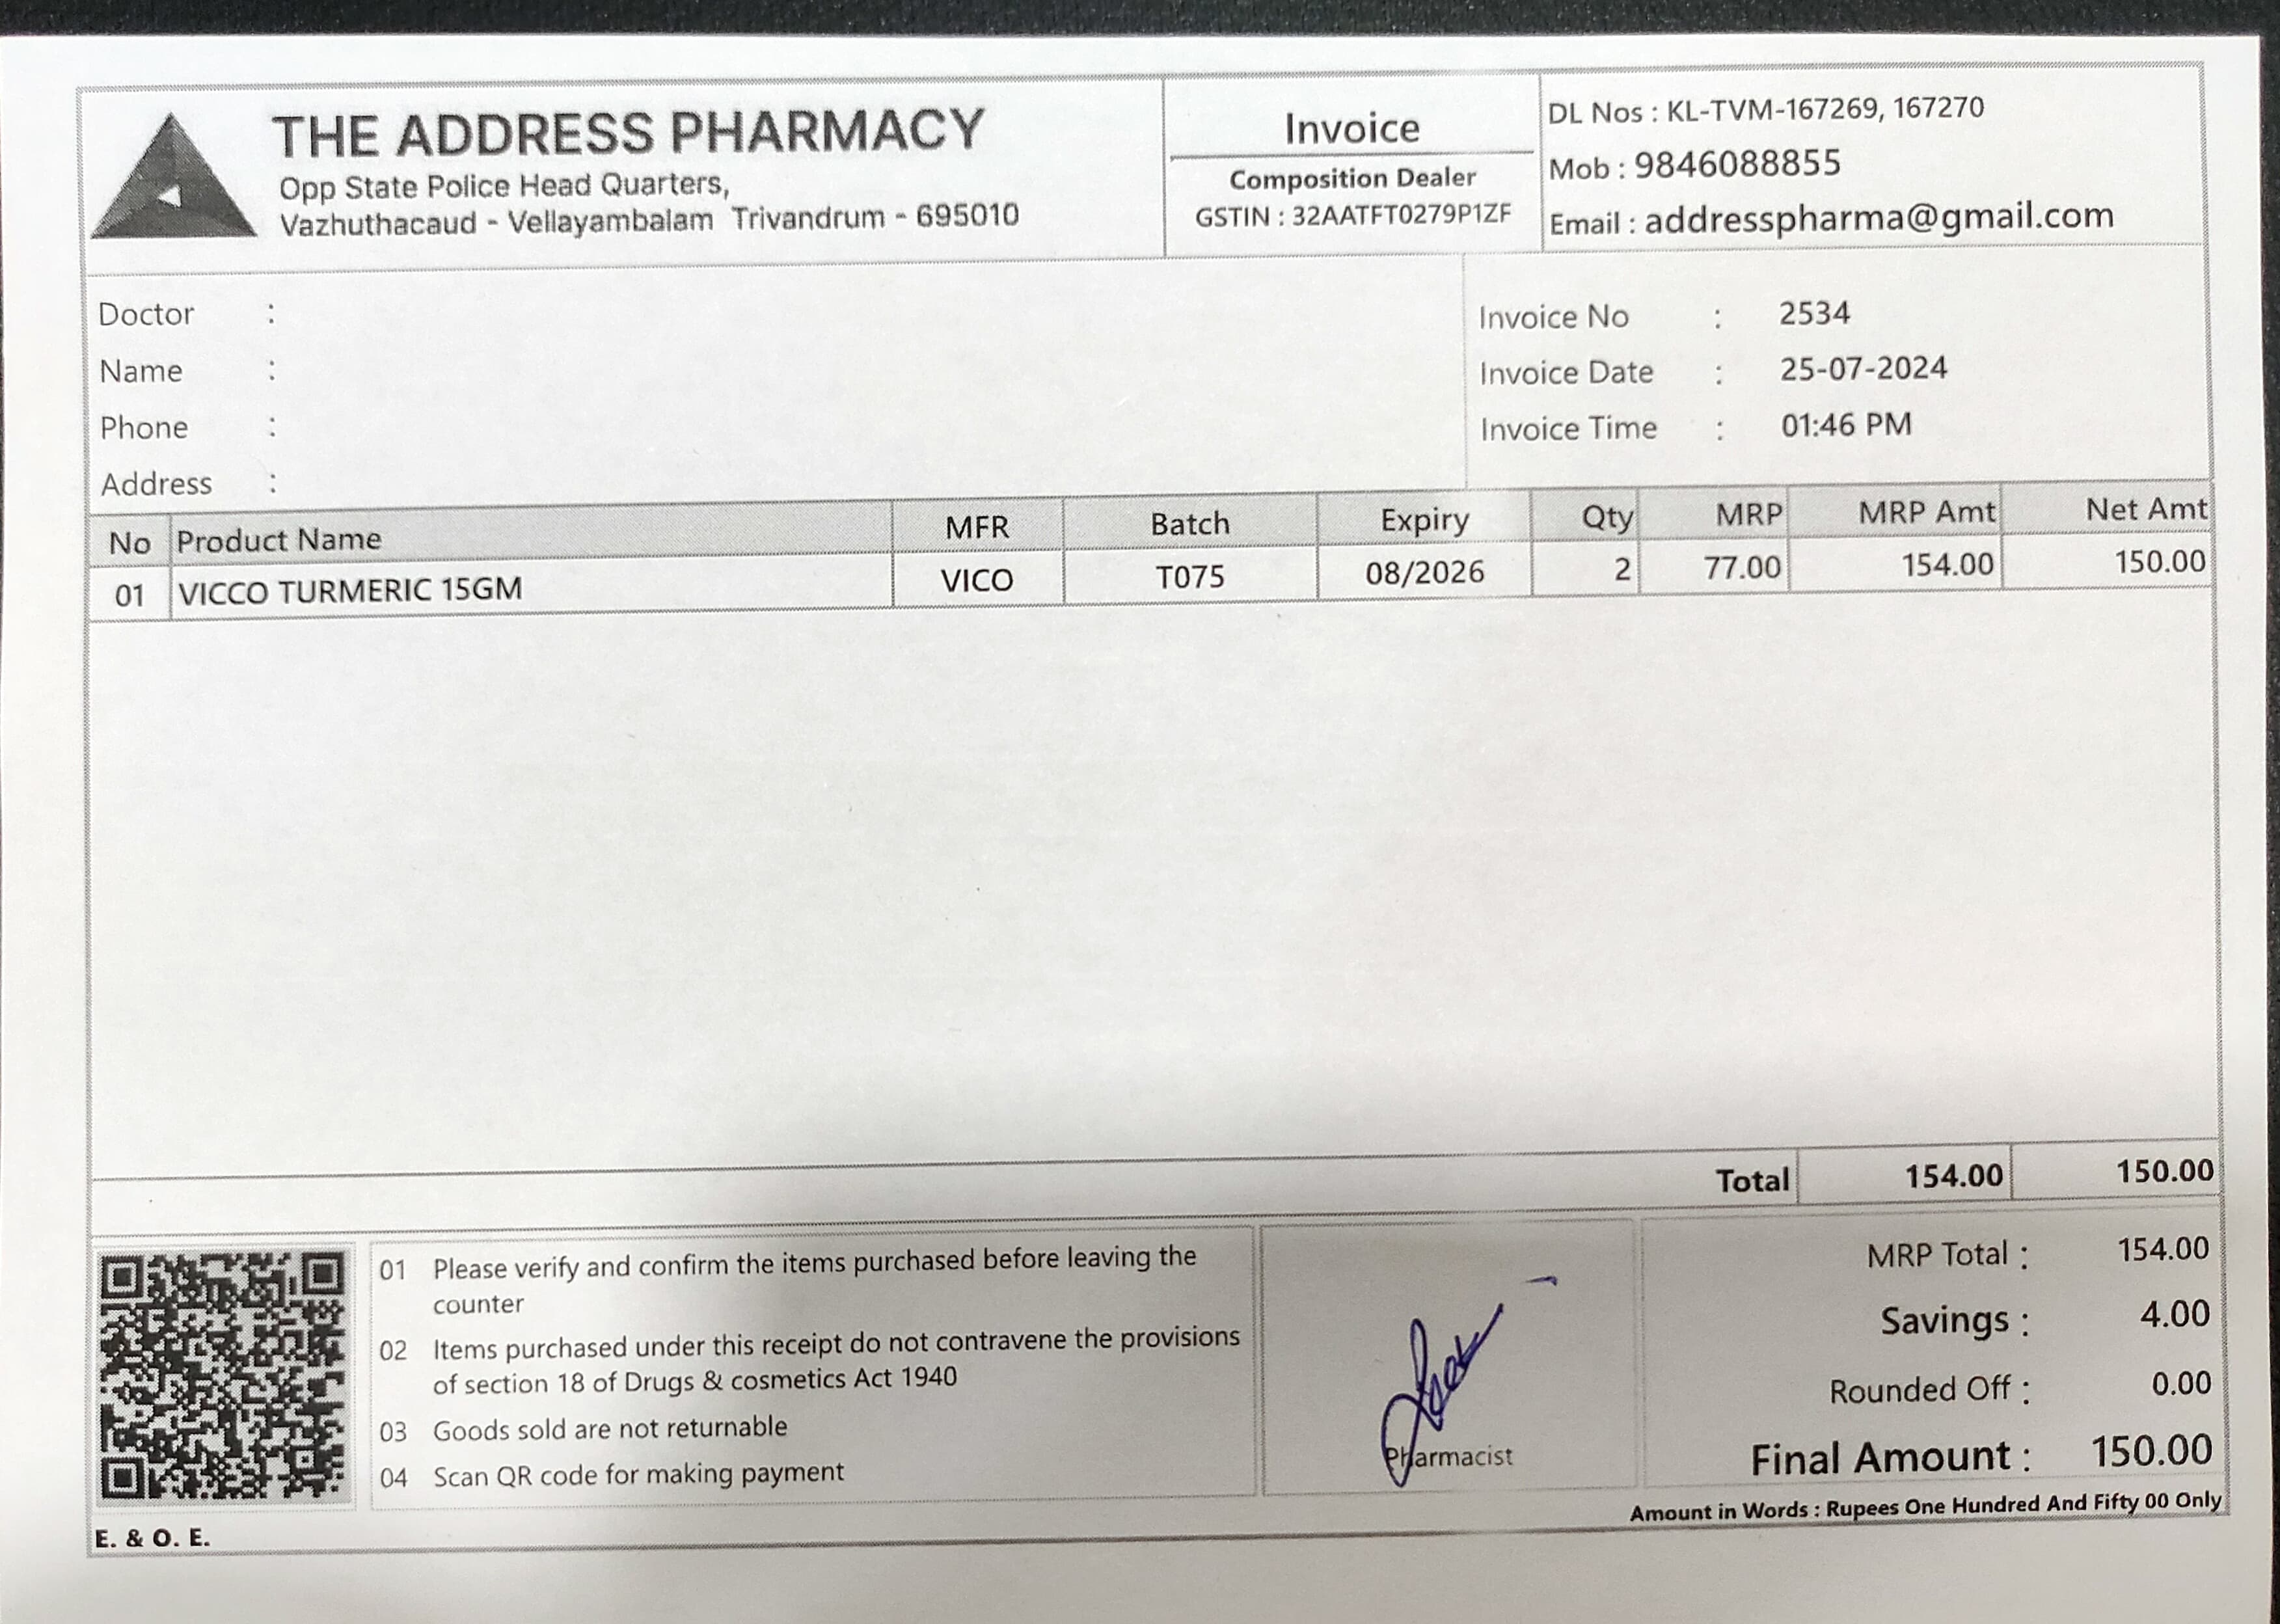 THE ADDRESS PHARMACY
Opp State Police Head Quarters,
Vazhuthacaud - Vellayambalam Trivandrum - 695010
Invoice
Composition Dealer
GSTIN : 32AATFT0279P1ZF
DL Nos : KL-TVM-167269, 167270
Mob : 9846088855
Email : addresspharma@gmail.com
Doctor :
Name :
Phone :
Address :
Invoice No : 2534
Invoice Date : 25-07-2024
Invoice Time : 01:46 PM
No Product Name MFR Batch Expiry Qty MRP MRP Amt Net Amt
01 VICCO TURMERIC 15GM VICO T075 08/2026 2 77.00 154.00 150.00
Total 154.00 150.00
01 Please verify and confirm the items purchased before leaving the
counter
02 Items purchased under this receipt do not contravene the provisions
of section 18 of Drugs & cosmetics Act 1940
03 Goods sold are not returnable
04 Scan QR code for making payment
Pharmacist
MRP Total : 154.00
Savings : 4.00
Rounded Off : 0.00
Final Amount : 150.00
Amount in Words : Rupees One Hundred And Fifty 00 Only
E. & O. E.